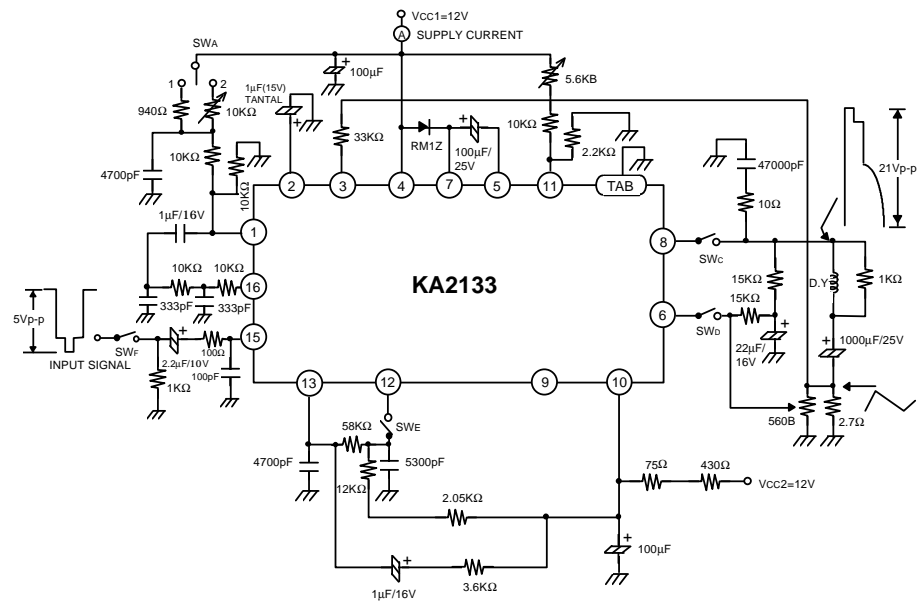 VCC1=12V
A SUPPLY CURRENT
SWA
1 2
940Ω
10KΩ
1µF(15V)
TANTAL
100µF
5.6KB
10KΩ
4700pF
33KΩ
RM1Z
100µF/
25V
10KΩ
2.2KΩ
47000pF
21Vp-p
10KΩ
2 3 4 7 5 11 TAB
10Ω
1µF/16V
1
8
SWC
KA2133
10KΩ 10KΩ
16
333pF 333pF
15KΩ
D.Y
1KΩ
15KΩ
6
SWD
5Vp-p
INPUT SIGNAL
SWF
2.2µF/10V
100Ω
100pF
15
1KΩ
22µF/
16V
1000µF/25V
13 12 9 10
560B
2.7Ω
SWE
58KΩ
4700pF
5300pF
12KΩ
75Ω 430Ω
VCC2=12V
2.05KΩ
100µF
1µF/16V
3.6KΩ